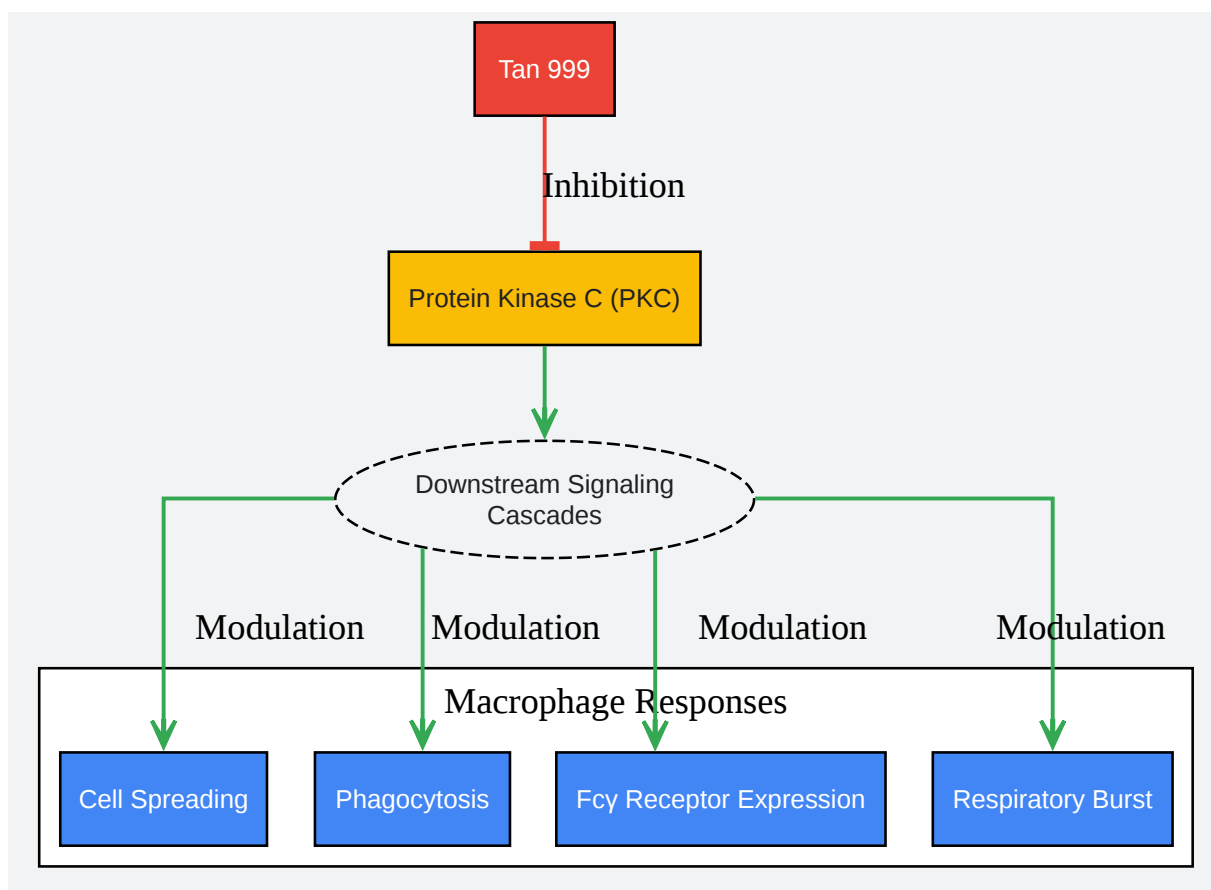 Tan 999
Inhibition
Protein Kinase C (PKC)
Downstream Signaling
Cascades
Modulation
Modulation
Modulation
Modulation
Macrophage Responses
Cell Spreading
Phagocytosis
Fcγ Receptor Expression
Respiratory Burst